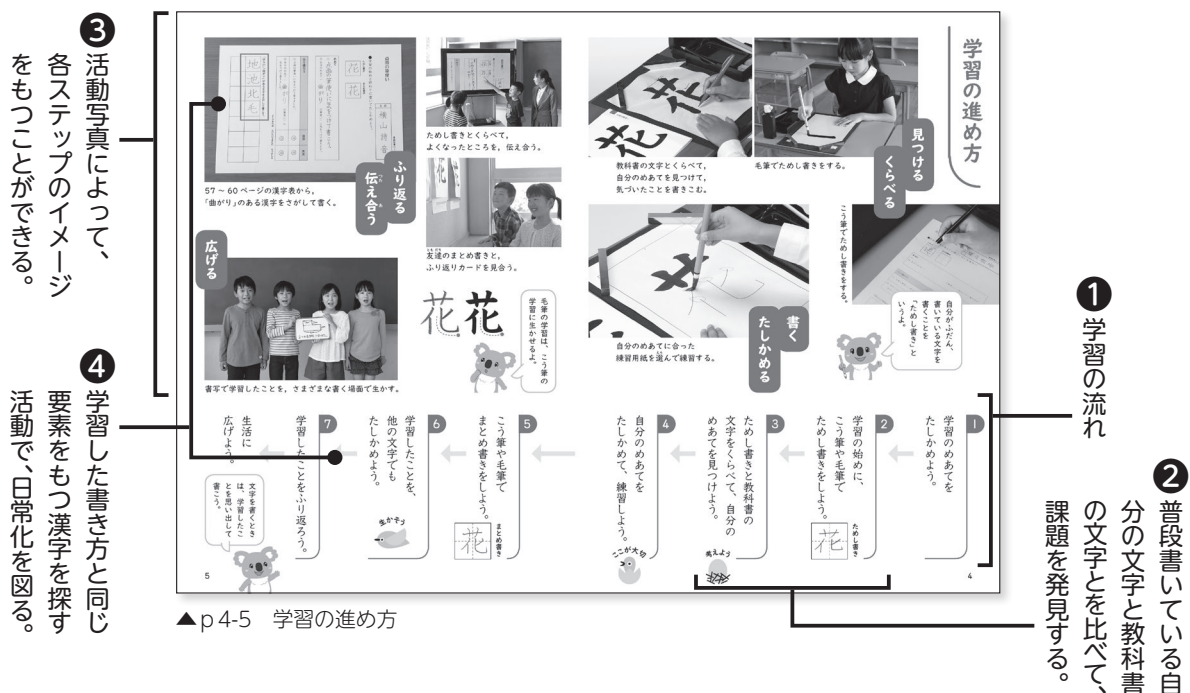 ❶ 学習の流れ
❷ 普段書いている自
分の文字と教科書
の文字とを比べて、
課題を発見する。
❸ 活動写真によって、
各ステップのイメージ
をもつことができる。
❹ 学習した書き方と同じ
要素をもつ漢字を探す
活動で、日常化を図る。
学習の進め方
見つける
くらべる
毛筆でためし書きをする。
教科書の文字とくらべて,
自分のめあてを見つけて,
気づいたことを書きこむ。
花
花
こう筆でためし書きをする。
自分がふだん、
書いている文字を
書くことを
「ためし書き」と
いうよ。
書く
たしかめる
自分のめあてに合った
練習用紙を選んで練習する。
ためし書きとくらべて,
よくなったところを, 伝え合う。
ふり返る
伝え合う
友達のまとめ書きと,
ふり返りカードを見合う。
57～60ページの漢字表から,
「曲がり」のある漢字をさがして書く。
花
花
地
地
北
毛
広げる
書写で学習したことを, さまざまな書く場面で生かす。
花花
毛筆の学習は、こう筆の
学習に生かせるよ。
1
学習のめあてを
たしかめよう。
2
学習の始めに、
こう筆や毛筆で
ためし書きをしよう。
ためし書き
花
3
ためし書きと教科書の
文字をくらべて、自分の
めあてを見つけよう。
考えよう
4
自分のめあてを
たしかめて、練習しよう。
ここが大切
5
こう筆や毛筆で
まとめ書きをしよう。
まとめ書き
花
6
学習したことを、
他の文字でも
たしかめよう。
生かそう
7
学習したことをふり返ろう。
生活に
広げよう。
文字を書くとき
は、学習したこ
とを思い出して
書こう。
5
4
▲p 4-5 学習の進め方